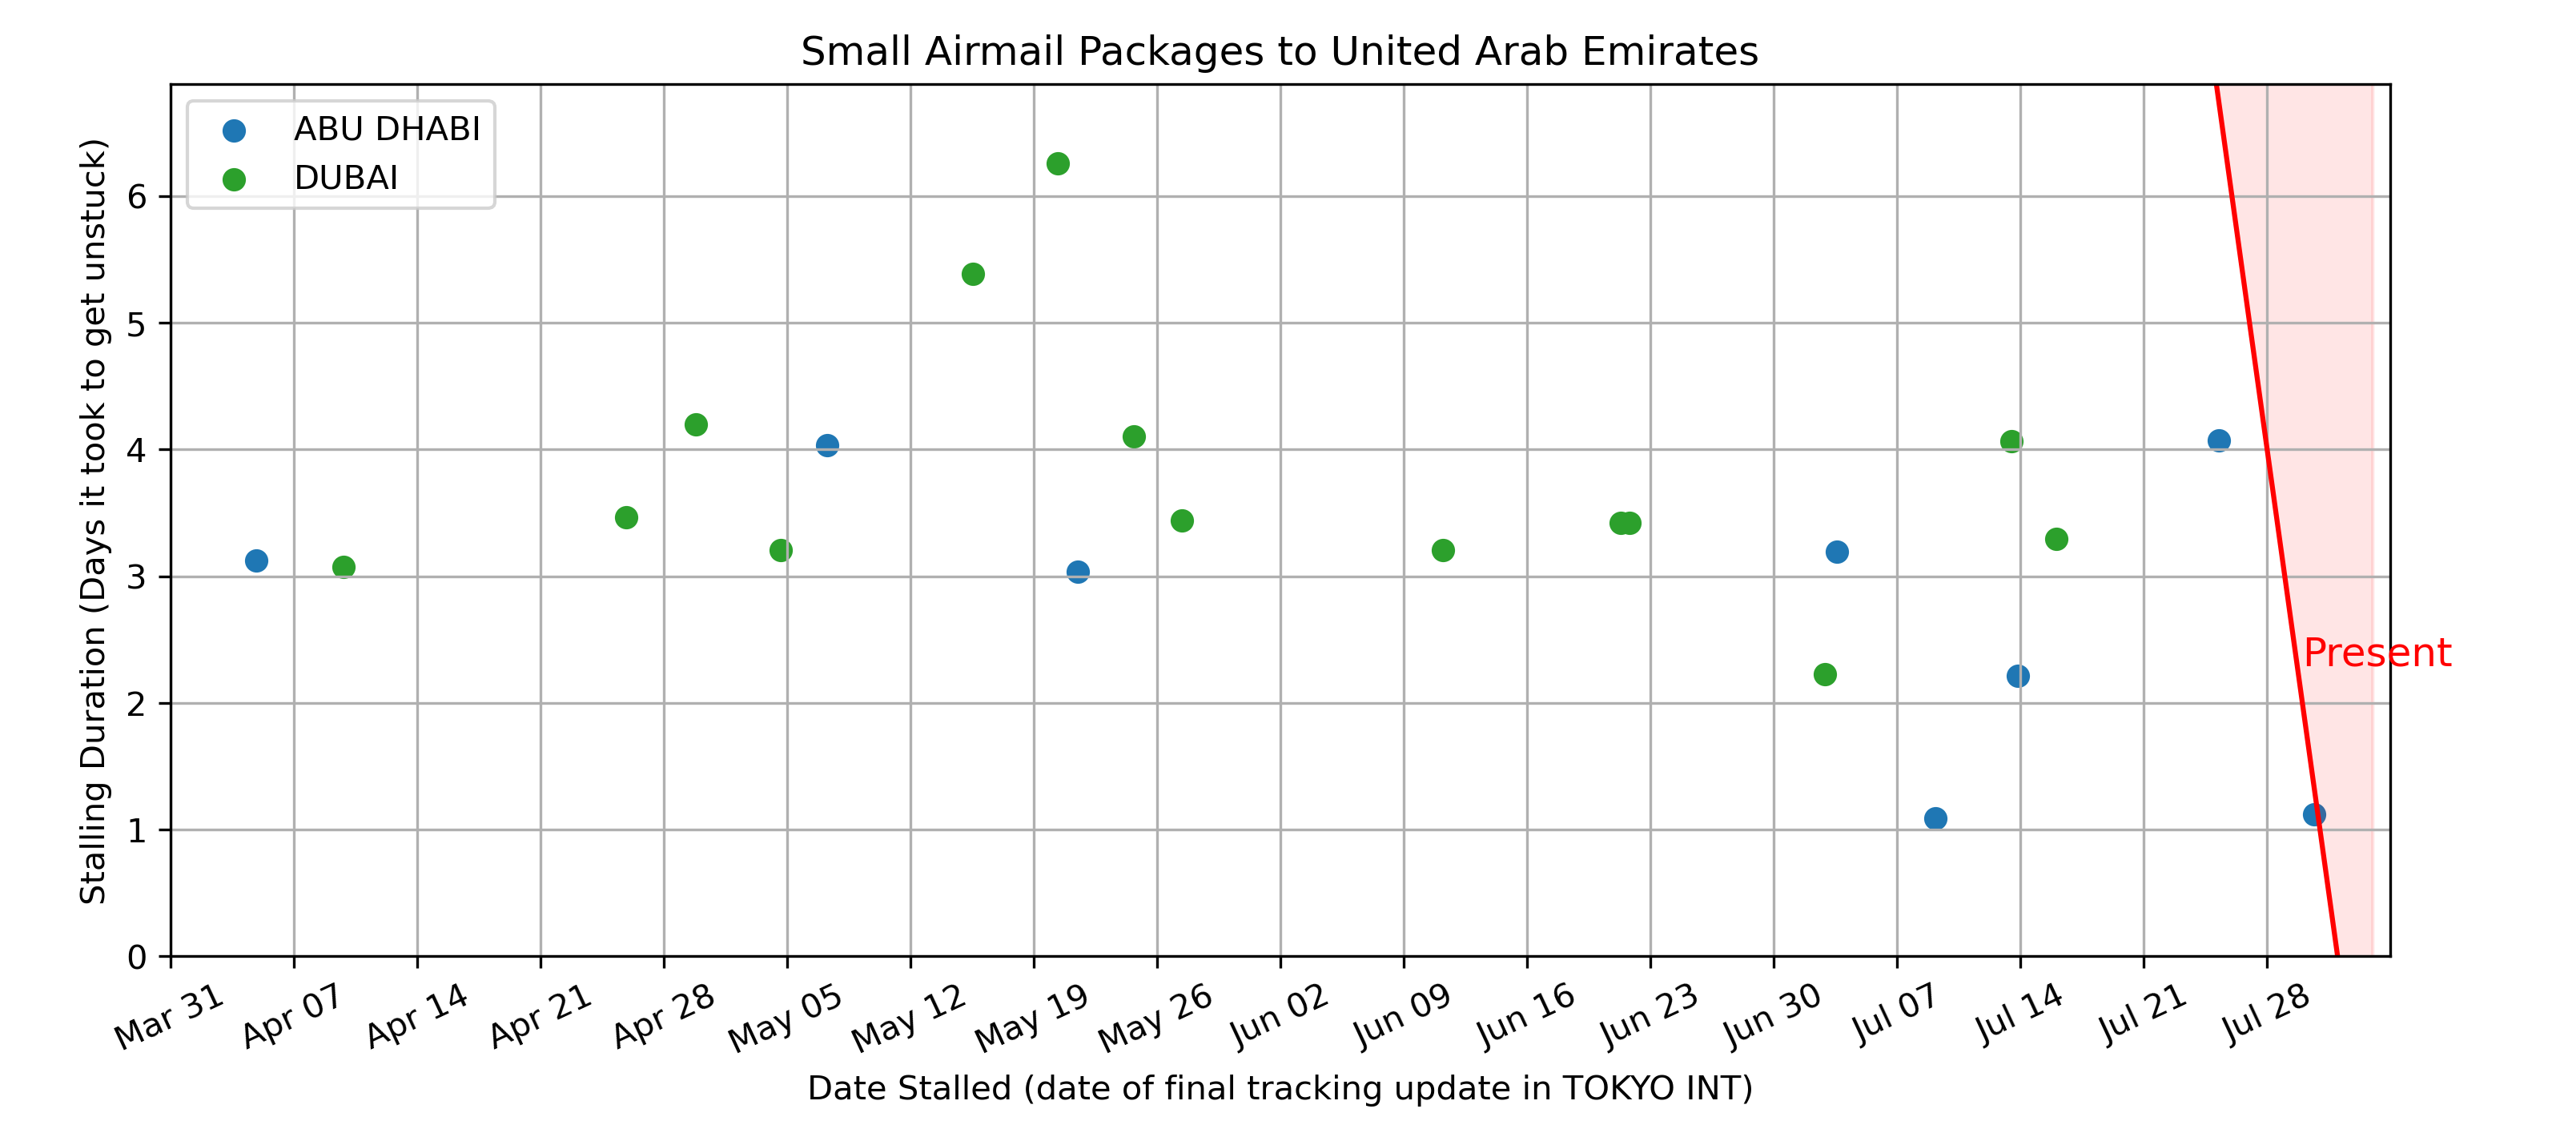 Small Airmail Packages to United Arab Emirates
ABU DHABI
DUBAI
Stalling Duration (Days it took to get unstuck)
6
5
4
3
2
1
0
Present
Mar 31
Apr 07
Apr 14
Apr 21
Apr 28
May 05
May 12
May 19
May 26
Jun 02
Jun 09
Jun 16
Jun 23
Jun 30
Jul 07
Jul 14
Jul 21
Jul 28
Date Stalled (date of final tracking update in TOKYO INT)